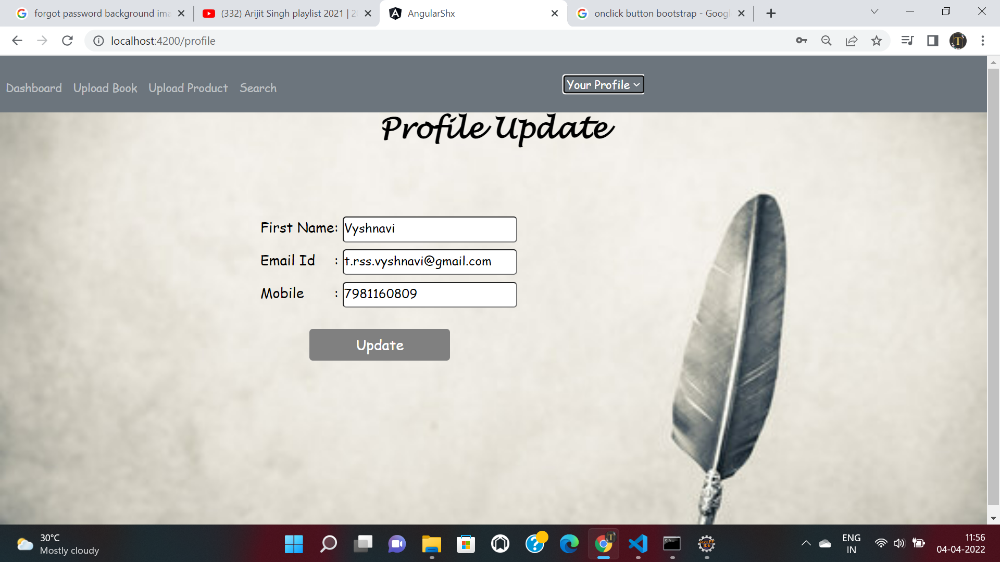 forgot password background ima
(332) Arijit Singh playlist 2021 | 2
AngularShx
onclick button bootstrap - Googl
localhost:4200/profile
T
Dashboard Upload Book Upload Product Search
Your Profile
Profile Update
First Name: Vyshnavi
Email Id : t.rss.vyshnavi@gmail.com
Mobile : 7981160809
Update
30°C
Mostly cloudy
ENG
IN
11:56
04-04-2022